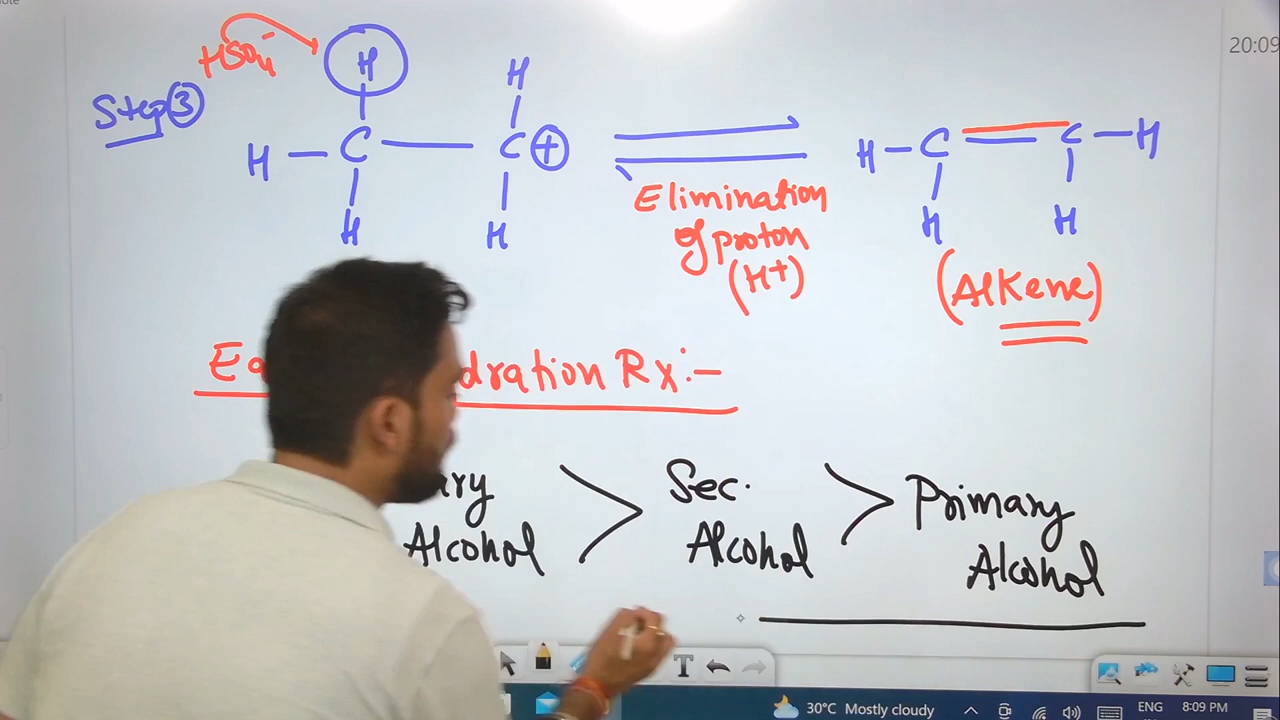 20:09
HSO4-
H
H
Step 3
H - C - C +
H - C = C - H
H H
H H
Elimination
of proton
(H+)
(Alkene)
dration Rx:-
ary
Alcohol > Sec.
Alcohol > Primary
Alcohol
30°C Mostly cloudy ENG 8:09 PM